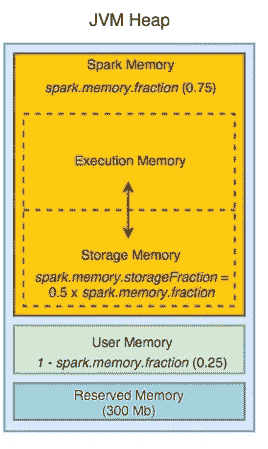 JVM Heap
Spark Memory
spark.memory.fraction (0.75)
Execution Memory
Storage Memory
spark.memory.storageFraction =
0.5 x spark.memory.fraction
User Memory
1 - spark.memory.fraction (0.25)
Reserved Memory
(300 Mb)